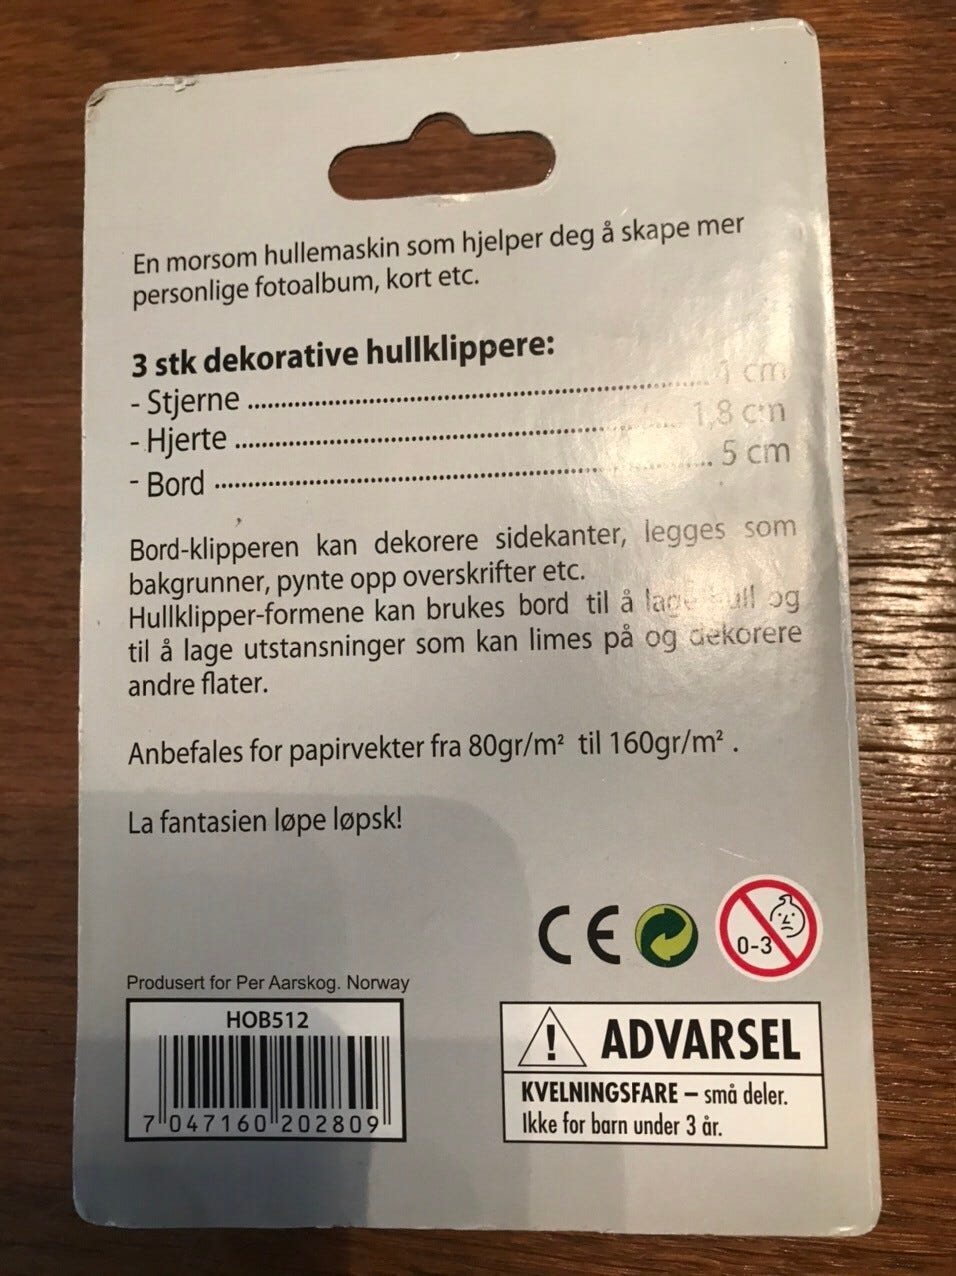 En morsom hullemaskin som hjelper deg å skape mer
personlige fotoalbum, kort etc.
3 stk dekorative hullklippere:
- Stjerne ........................................ 1 cm
- Hjerte ........................................ 1,8 cm
- Bord ........................................ 5 cm
Bord-klipperen kan dekorere sidekanter, legges som
bakgrunner, pynte opp overskrifter etc.
Hullklipper-formene kan brukes bord til å lage hull og
til å lage utstansninger som kan limes på og dekorere
andre flater.
Anbefales for papirvekter fra 80gr/m² til 160gr/m² .
La fantasien løpe løpsk!
CE
0-3
Produsert for Per Aarskog. Norway
HOB512
7 047160 202809
! ADVARSEL
KVELNINGSFARE – små deler.
Ikke for barn under 3 år.